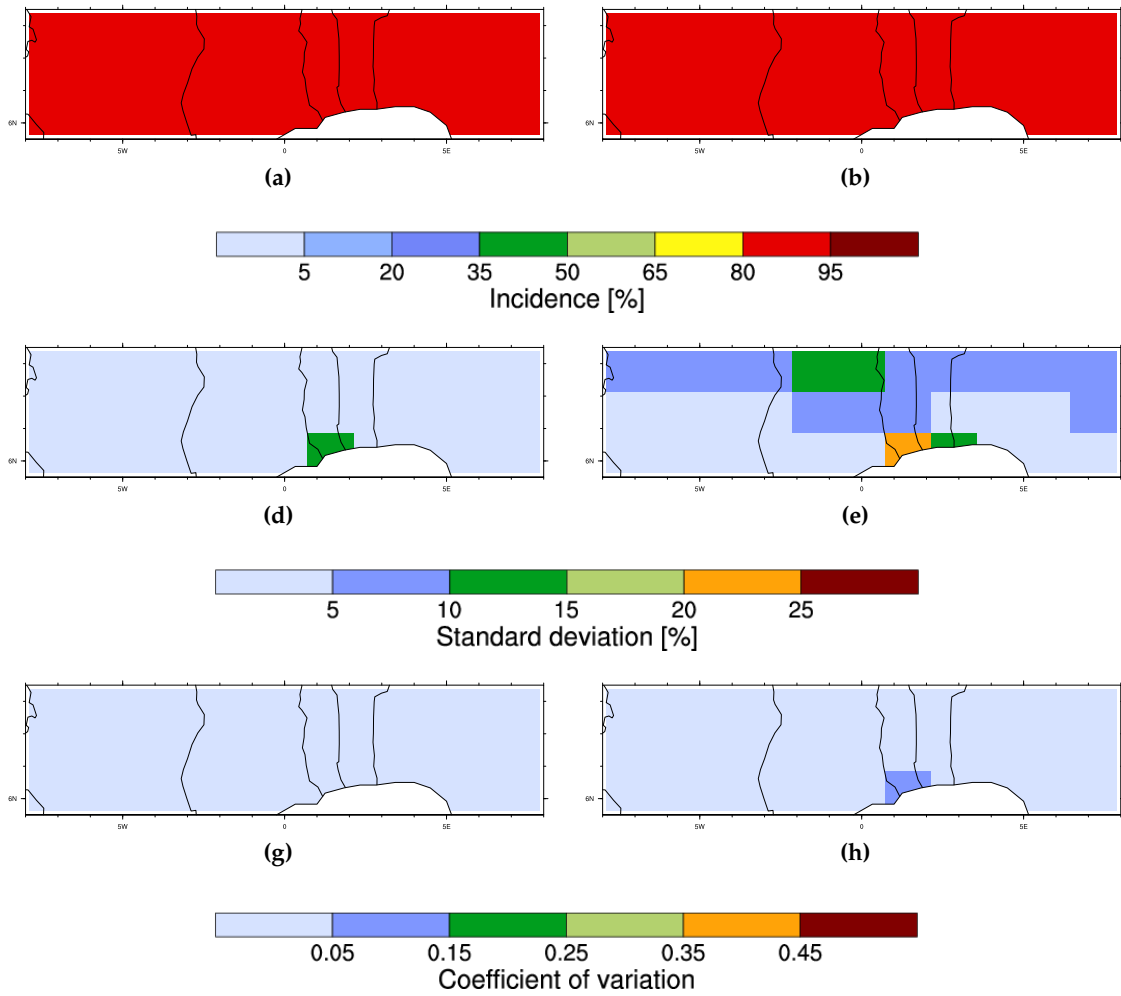 6N
5W 0 5E
(a)
6N
5W 0 5E
(b)
5 20 35 50 65 80 95
Incidence [%]
6N
5W 0 5E
(d)
6N
5W 0 5E
(e)
5 10 15 20 25
Standard deviation [%]
6N
5W 0 5E
(g)
6N
5W 0 5E
(h)
0.05 0.15 0.25 0.35 0.45
Coefficient of variation